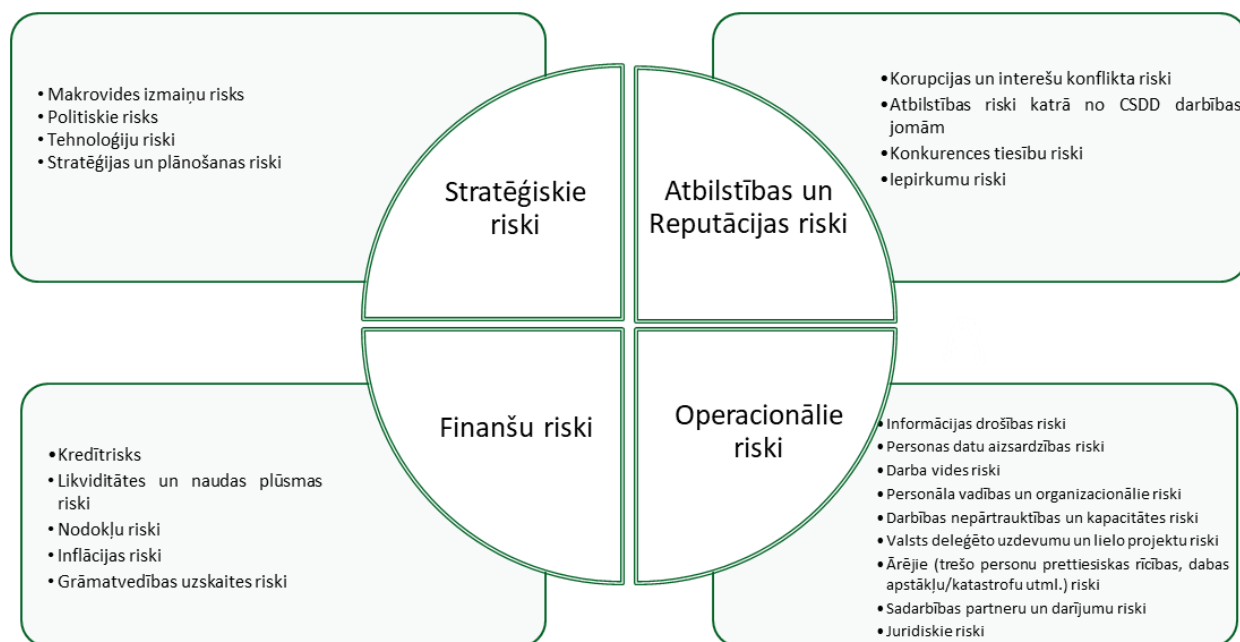 • Makrovides izmaiņu risks
• Politiskie risks
• Tehnoloģiju riski
• Stratēģijas un plānošanas riski
Stratēģiskie
riski
Atbilstības un
Reputācijas riski
• Korupcijas un interešu konflikta riski
• Atbilstības riski katrā no CSDD darbības
jomām
• Konkurences tiesību riski
• Iepirkumu riski
• Kredītrisks
• Likviditātes un naudas plūsmas
riski
• Nodokļu riski
• Inflācijas riski
• Grāmatvedības uzskaites riski
Finanšu riski
Operacionālie
riski
• Informācijas drošības riski
• Personas datu aizsardzības riski
• Darba vides riski
• Personāla vadības un organizacionālie riski
• Darbības nepārtrauktības un kapacitātes riski
• Valsts deleģēto uzdevumu un lielo projektu riski
• Ārējie (trešo personu prettiesiskas rīcības, dabas
apstākļu/katastrofu utml.) riski
• Sadarbības partneru un darījumu riski
• Juridiskie riski